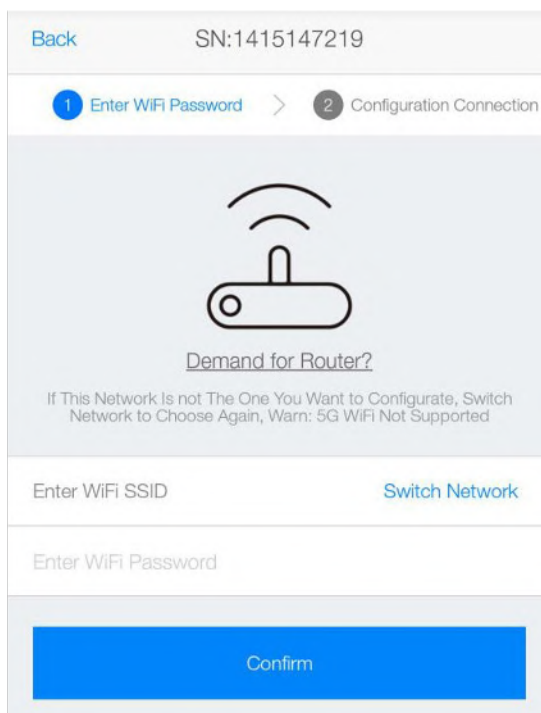 Back SN:1415147219
1 Enter WiFi Password > 2 Configuration Connection
Demand for Router?
If This Network Is not The One You Want to Configurate, Switch
Network to Choose Again, Warn: 5G WiFi Not Supported
Enter WiFi SSID Switch Network
Enter WiFi Password
Confirm